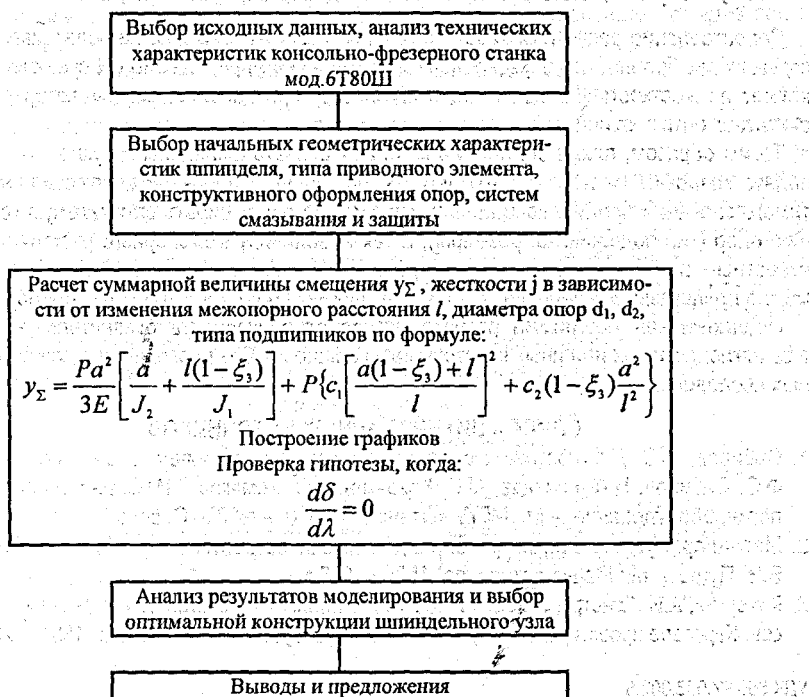 Выбор исходных данных, анализ технических
характеристик консольно-фрезерного станка
мод.6Т80Ш
Выбор начальных геометрических характери-
стик шпинделя, типа приводного элемента,
конструктивного оформления опор, систем
смазывания и защиты
Расчет суммарной величины смещения y_Σ , жесткости j в зависимо-
сти от изменения межопорного расстояния l, диаметра опор d₁, d₂,
типа подшипников по формуле:
y_Σ = Pa²/3E [a/J₂ + l(1-ξ₃)/J₁] + P{c₁[(a(1-ξ₃)+l)/l]² + c₂(1-ξ₃)a²/l²}
Построение графиков
Проверка гипотезы, когда:
dδ/dλ = 0
Анализ результатов моделирования и выбор
оптимальной конструкции шпиндельного узла
Выводы и предложения